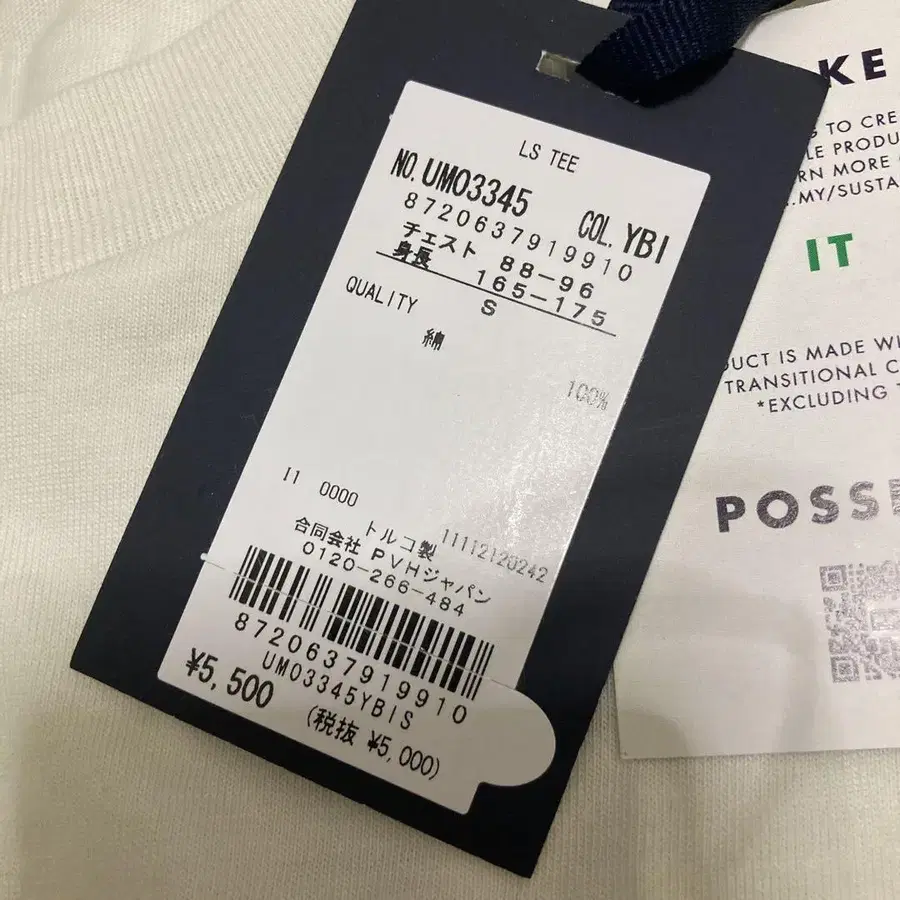 LS TEE
NO. UM03345 COL. YBI
8720637919910
チェスト 88-96
身長 165-175
QUALITY S
綿
100%
I1 0000
トルコ製 11112120242
合同会社 PVHジャパン
0120-266-484
8720637919910
UM03345YBIS
¥5,500
(税抜 ¥5,000)
KE
TO CRE
LE PRODU
RN MORE
.MY/SUSTA
IT
UCT IS MADE WI
TRANSITIONAL C
*EXCLUDING
POSS